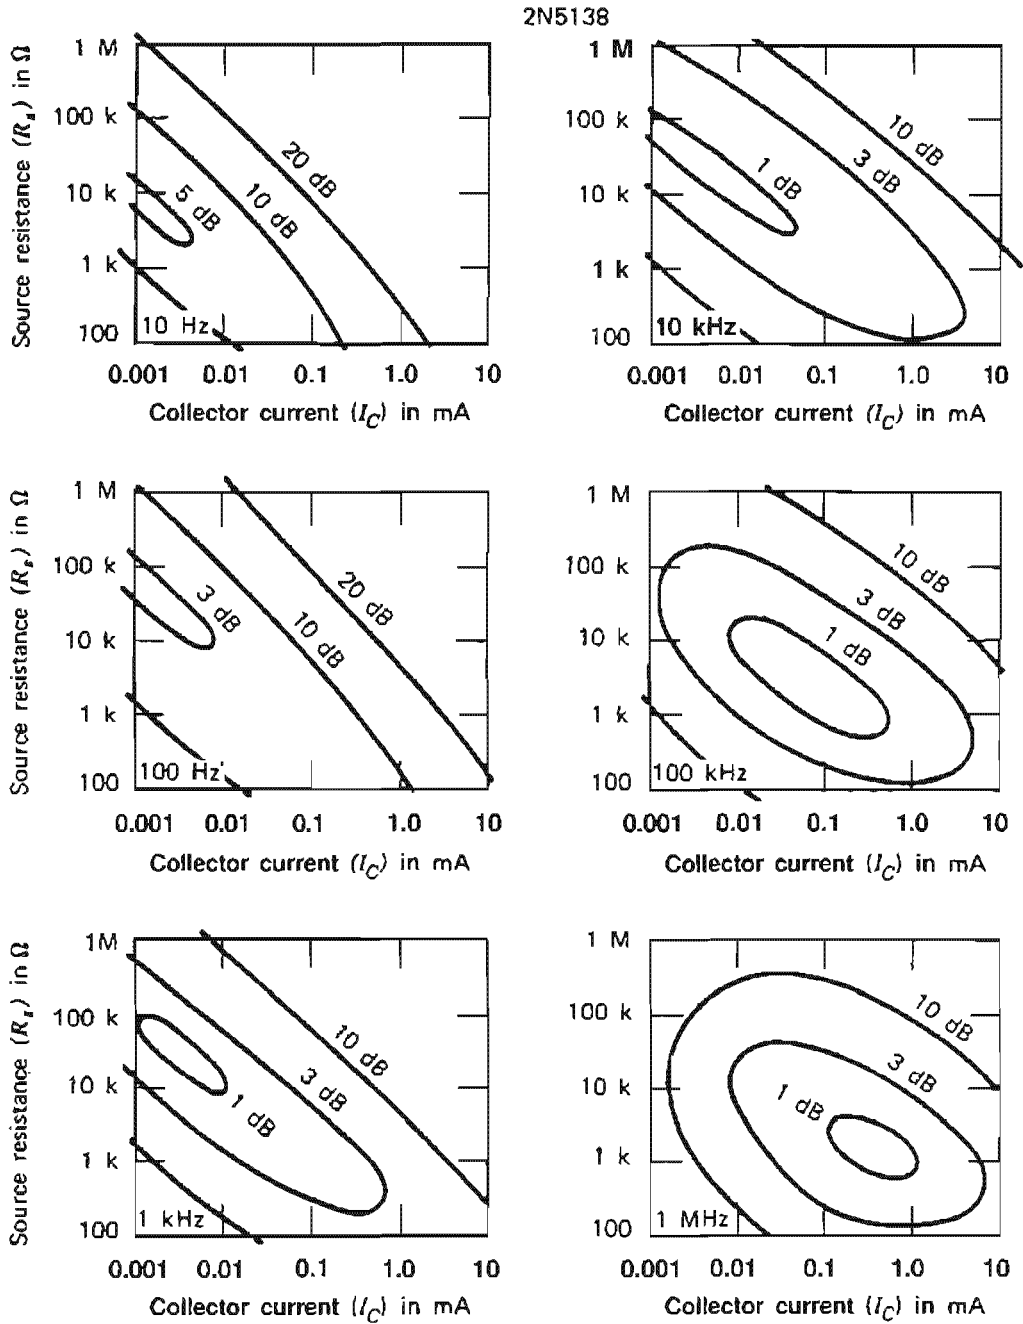 2N5138
Source resistance (Rs) in Ω
1 M
100 k
10 k
1 k
100
20 dB
10 dB
5 dB
10 Hz
0.001 0.01 0.1 1.0 10
Collector current (IC) in mA
1 M
100 k
10 k
1 k
100
10 dB
3 dB
1 dB
10 kHz
0.001 0.01 0.1 1.0 10
Collector current (IC) in mA
Source resistance (Rs) in Ω
1 M
100 k
10 k
1 k
100
20 dB
10 dB
3 dB
100 Hz
0.001 0.01 0.1 1.0 10
Collector current (IC) in mA
1 M
100 k
10 k
1 k
100
10 dB
3 dB
1 dB
100 kHz
0.001 0.01 0.1 1.0 10
Collector current (IC) in mA
Source resistance (Rs) in Ω
1M
100 k
10 k
1 k
100
10 dB
3 dB
1 dB
1 kHz
0.001 0.01 0.1 1.0 10
Collector current (IC) in mA
1 M
100 k
10 k
1 k
100
10 dB
3 dB
1 dB
1 MHz
0.001 0.01 0.1 1.0 10
Collector current (IC) in mA